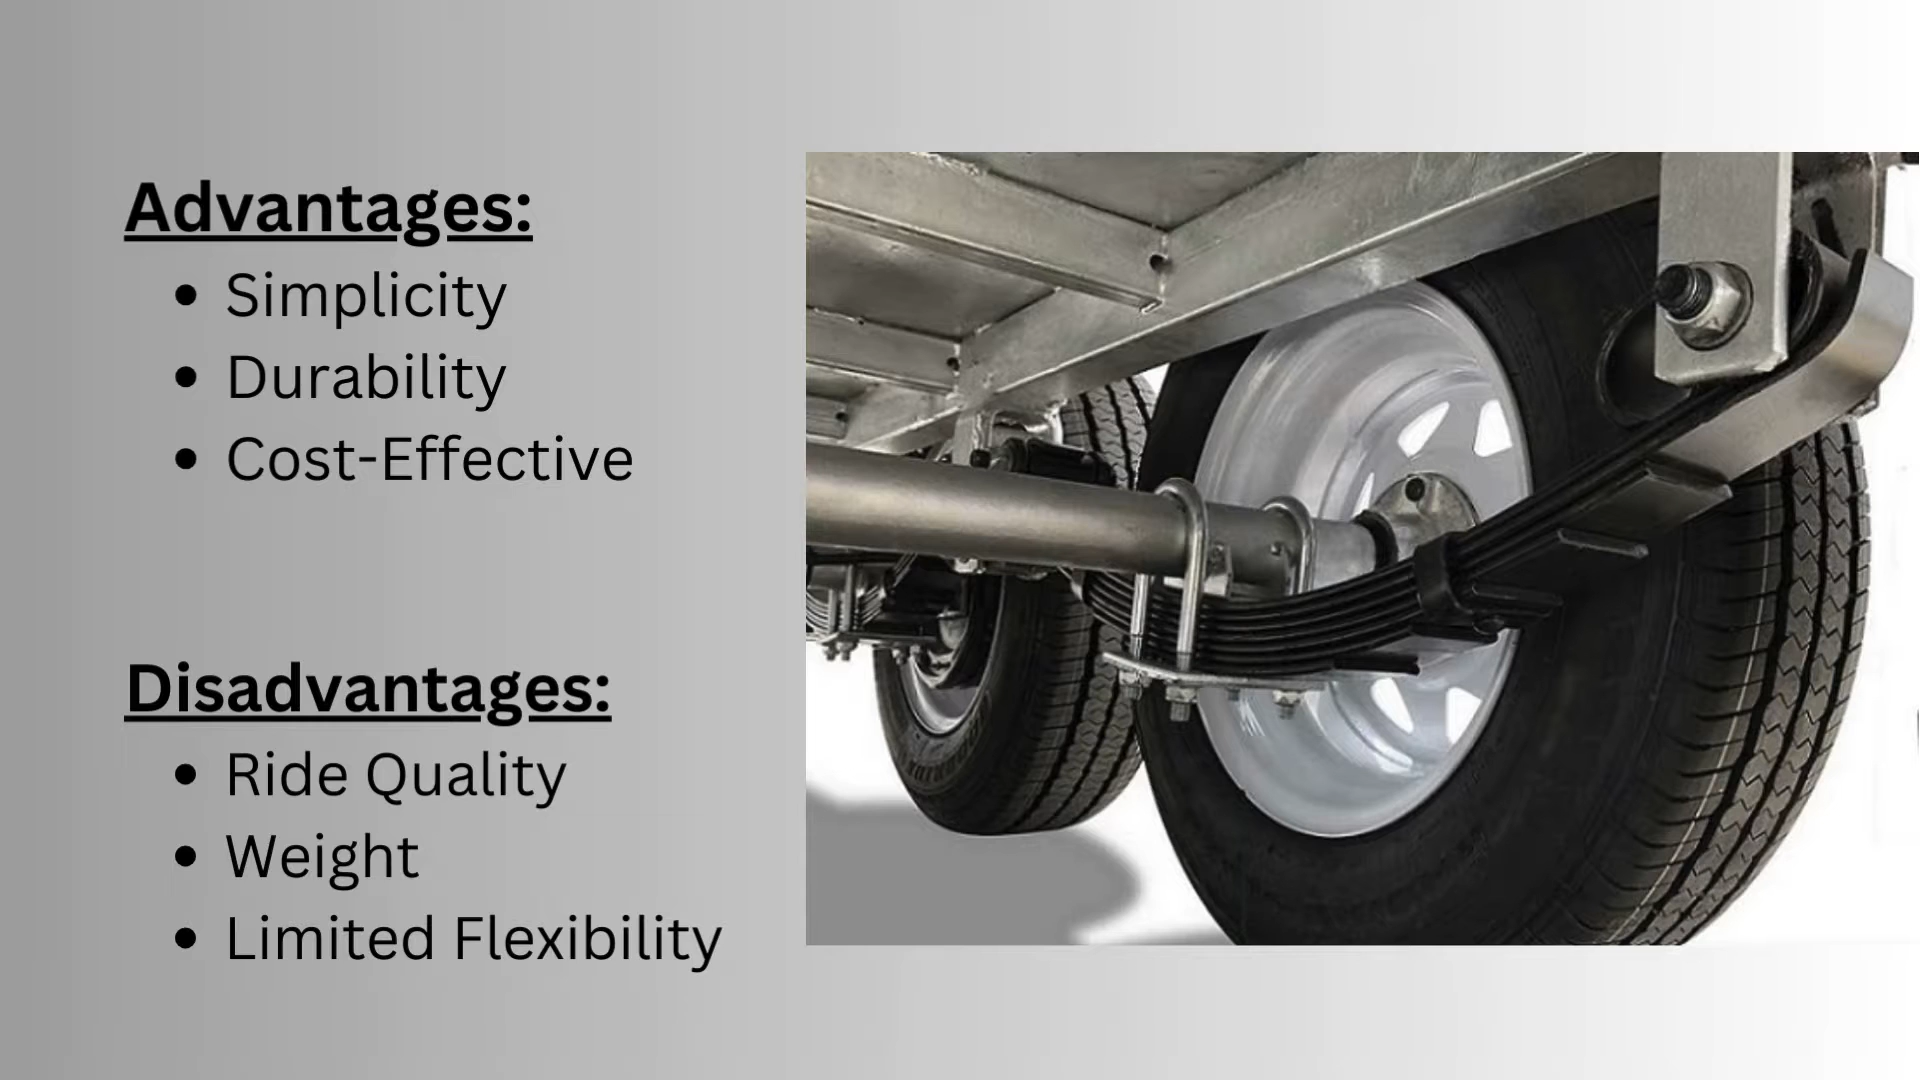 Advantages:
• Simplicity
• Durability
• Cost-Effective
Disadvantages:
• Ride Quality
• Weight
• Limited Flexibility